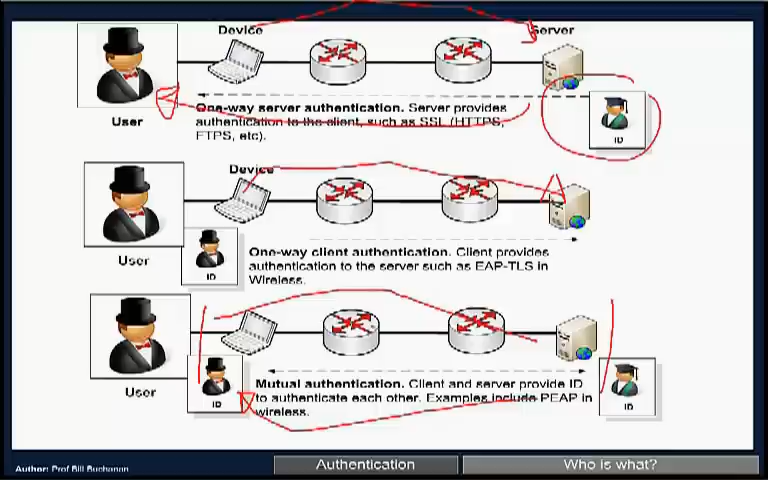 Device
Server
One-way server authentication. Server provides
authentication to the client, such as SSL (HTTPS,
FTPS, etc).
User
ID
Device
One-way client authentication. Client provides
authentication to the server such as EAP-TLS in
Wireless.
User
ID
Mutual authentication. Client and server provide ID
to authenticate each other. Examples include PEAP in
wireless.
User
ID
ID
Author: Prof Bill Buchanan
Authentication
Who is what?